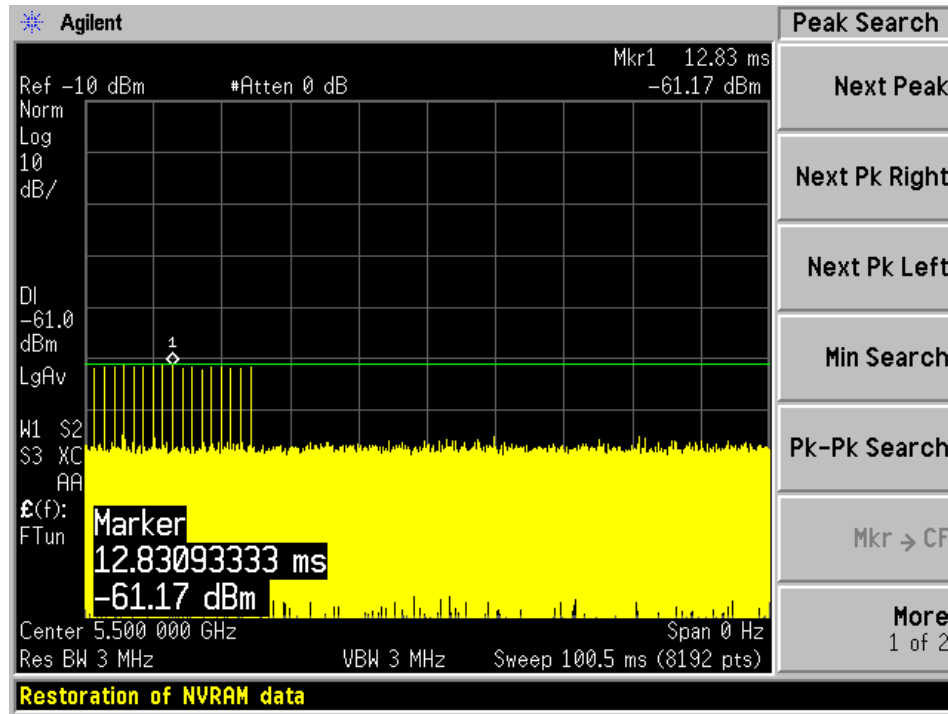 Agilent
Peak Search
Mkr1 12.83 ms
Ref -10 dBm #Atten 0 dB -61.17 dBm
Norm
Log
10
dB/
DI
-61.0
dBm
LgAv
1
W1 S2
S3 XC
AA
£(f):
FTun
Marker
12.83093333 ms
-61.17 dBm
Center 5.500 000 GHz Span 0 Hz
Res BW 3 MHz VBW 3 MHz Sweep 100.5 ms (8192 pts)
Restoration of NVRAM data
Next Peak
Next Pk Right
Next Pk Left
Min Search
Pk-Pk Search
Mkr → CF
More
1 of 2